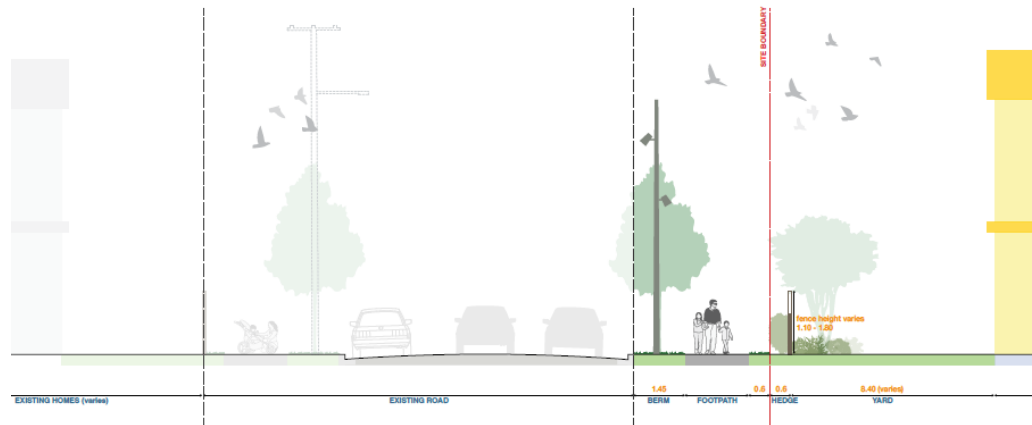 SITE BOUNDARY
fence height varies
1.10 - 1.80
1.45
0.6
0.6
6.40 (varies)
EXISTING HOMES (varies)
EXISTING ROAD
BERM
FOOTPATH
HEDGE
YARD